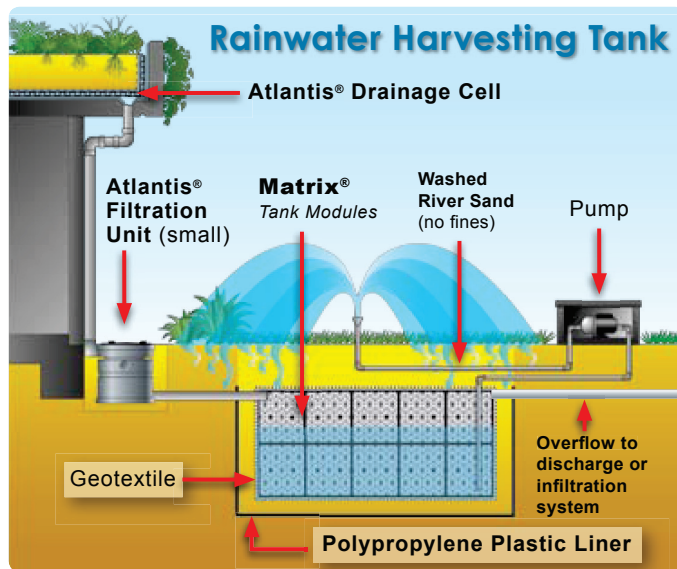 Rainwater Harvesting Tank
Atlantis® Drainage Cell
Atlantis®
Filtration
Unit (small)
Matrix®
Tank Modules
Washed
River Sand
(no fines)
Pump
Geotextile
Overflow to
discharge or
infiltration
system
Polypropylene Plastic Liner